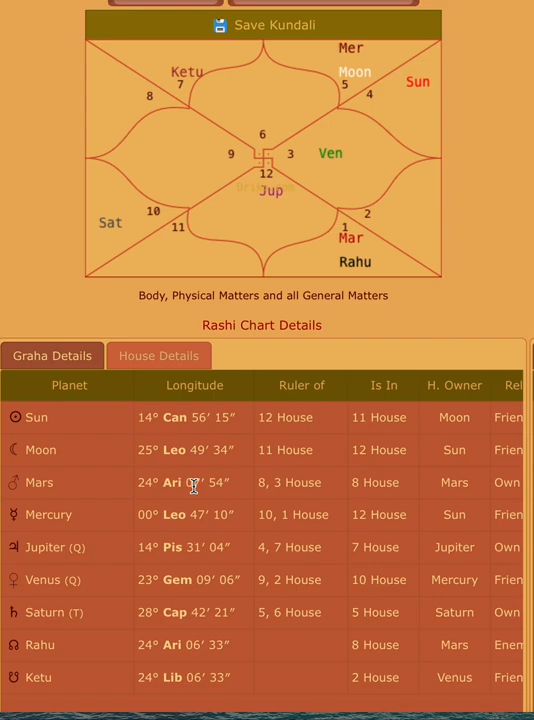 Save Kundali
Mer
Ketu
Moon
7
5
Sun
8
4
6
9
3
Ven
12
Jup
10
2
Sat
11
1
Mar
Rahu
Body, Physical Matters and all General Matters
Rashi Chart Details
Graha Details House Details
Planet Longitude Ruler of Is In H. Owner Rel
☉ Sun 14° Can 56′ 15″ 12 House 11 House Moon Frien
☾ Moon 25° Leo 49′ 34″ 11 House 12 House Sun Frien
♂ Mars 24° Ari 54″ 8, 3 House 8 House Mars Own
☿ Mercury 00° Leo 47′ 10″ 10, 1 House 12 House Sun Frien
♃ Jupiter (Q) 14° Pis 31′ 04″ 4, 7 House 7 House Jupiter Own
♀ Venus (Q) 23° Gem 09′ 06″ 9, 2 House 10 House Mercury Frien
♄ Saturn (T) 28° Cap 42′ 21″ 5, 6 House 5 House Saturn Own
☊ Rahu 24° Ari 06′ 33″ 8 House Mars Enem
☋ Ketu 24° Lib 06′ 33″ 2 House Venus Frien